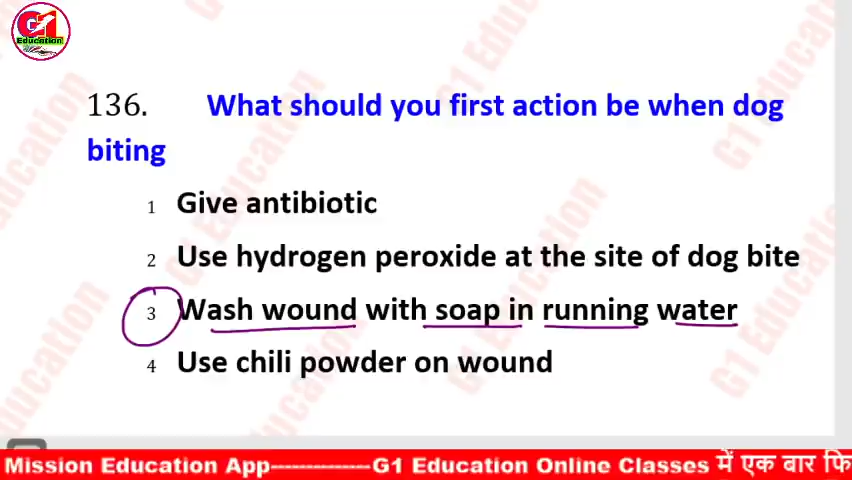 G1
Education
136. What should you first action be when dog
biting
1 Give antibiotic
2 Use hydrogen peroxide at the site of dog bite
3 Wash wound with soap in running water
4 Use chili powder on wound
Mission Education App-----------------G1 Education Online Classes में एक बार फि